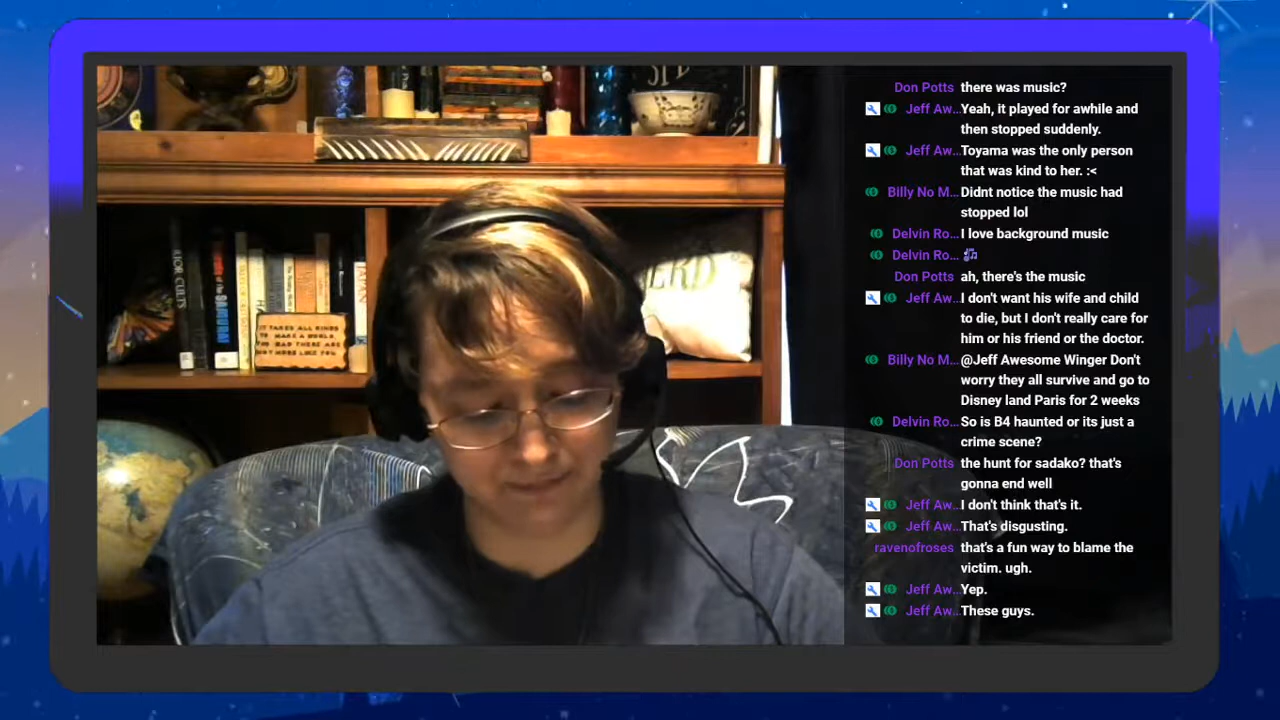 SPE
NERD
OLOR CULTS
SAMURAI
IT TAKES ALL KINDS
TO MAKE A WORLD,
TOO BAD THERE ARE
NOT MORE LIKE YOU
Don Potts there was music?
Jeff Aw... Yeah, it played for awhile and
then stopped suddenly.
Jeff Aw... Toyama was the only person
that was kind to her. :<
Billy No M... Didnt notice the music had
stopped lol
Delvin Ro... I love background music
Delvin Ro...
Don Potts ah, there's the music
Jeff Aw... I don't want his wife and child
to die, but I don't really care for
him or his friend or the doctor.
Billy No M... @Jeff Awesome Winger Don't
worry they all survive and go to
Disney land Paris for 2 weeks
Delvin Ro... So is B4 haunted or its just a
crime scene?
Don Potts the hunt for sadako? that's
gonna end well
Jeff Aw... I don't think that's it.
Jeff Aw... That's disgusting.
ravenofroses that's a fun way to blame the
victim. ugh.
Jeff Aw... Yep.
Jeff Aw... These guys.